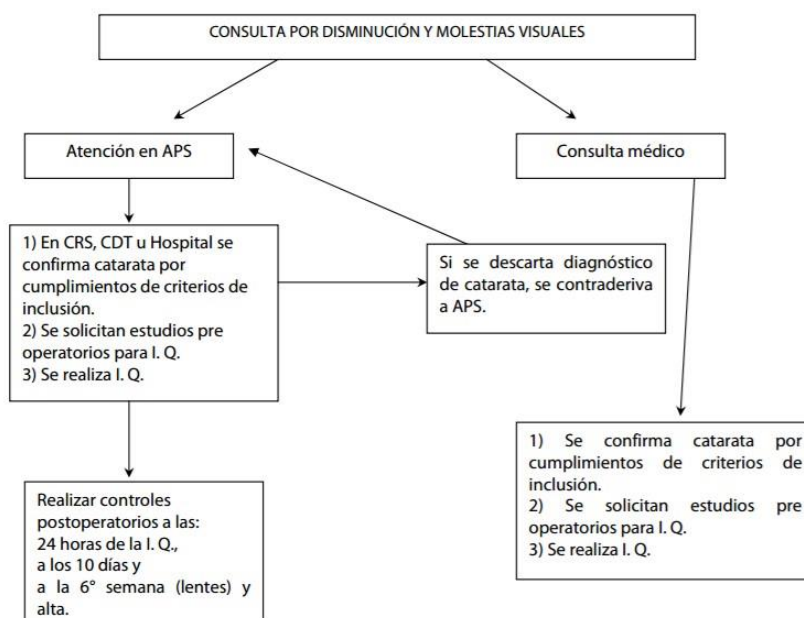 CONSULTA POR DISMINUCIÓN Y MOLESTIAS VISUALES
Atención en APS
Consulta médico
1) En CRS, CDT u Hospital se
confirma catarata por
cumplimientos de criterios de
inclusión.
2) Se solicitan estudios pre
operatorios para I. Q.
3) Se realiza I. Q.
Si se descarta diagnóstico
de catarata, se contraderiva
a APS.
1) Se confirma catarata por
cumplimientos de criterios de
inclusión.
2) Se solicitan estudios pre
operatorios para I. Q.
3) Se realiza I. Q.
Realizar controles
postoperatorios a las:
24 horas de la I. Q.,
a los 10 días y
a la 6° semana (lentes) y
alta.